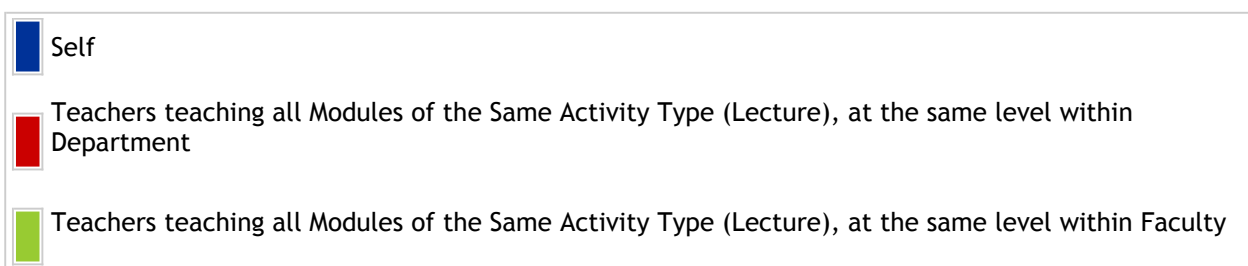 Self
Teachers teaching all Modules of the Same Activity Type (Lecture), at the same level within
Department
Teachers teaching all Modules of the Same Activity Type (Lecture), at the same level within Faculty